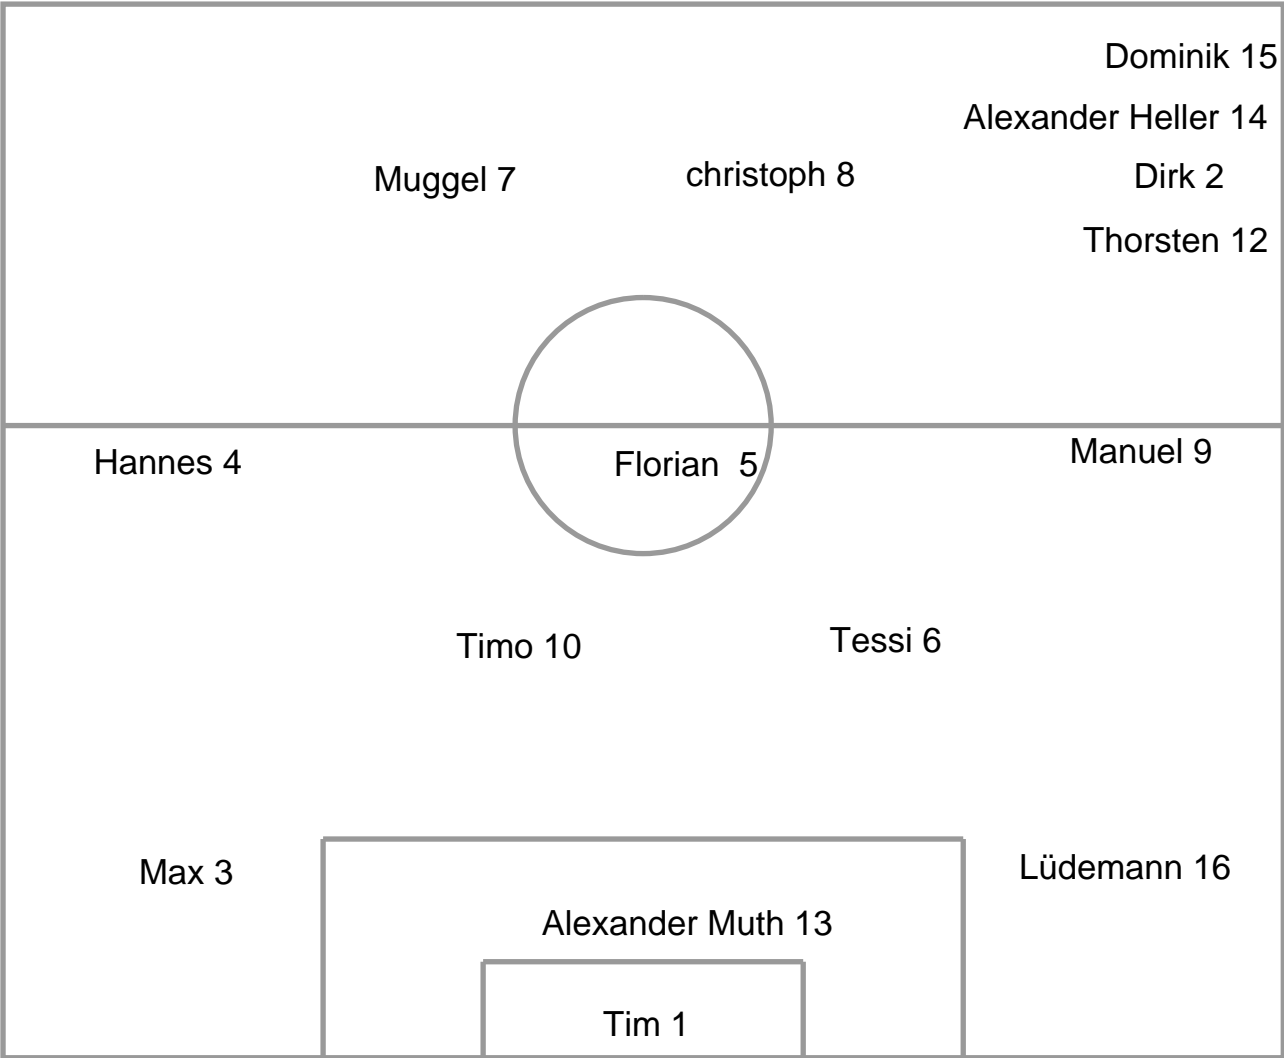 Dominik 15
Alexander Heller 14
Muggel 7
christoph 8
Dirk 2
Thorsten 12
Hannes 4
Florian  5
Manuel 9
Timo 10
Tessi 6
Max 3
Lüdemann 16
Alexander Muth 13
Tim 1